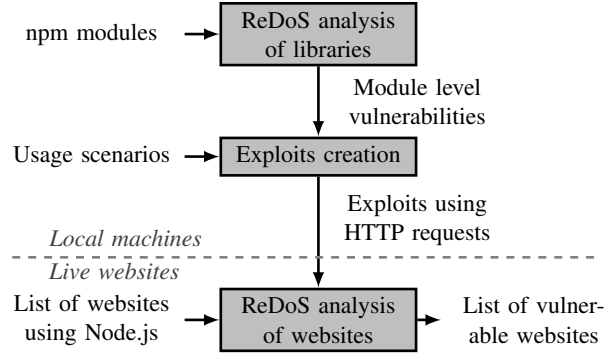 npm modules
ReDoS analysis
of libraries
Module level
vulnerabilities
Usage scenarios
Exploits creation
Exploits using
HTTP requests
Local machines
Live websites
List of websites
using Node.js
ReDoS analysis
of websites
List of vulner-
able websites